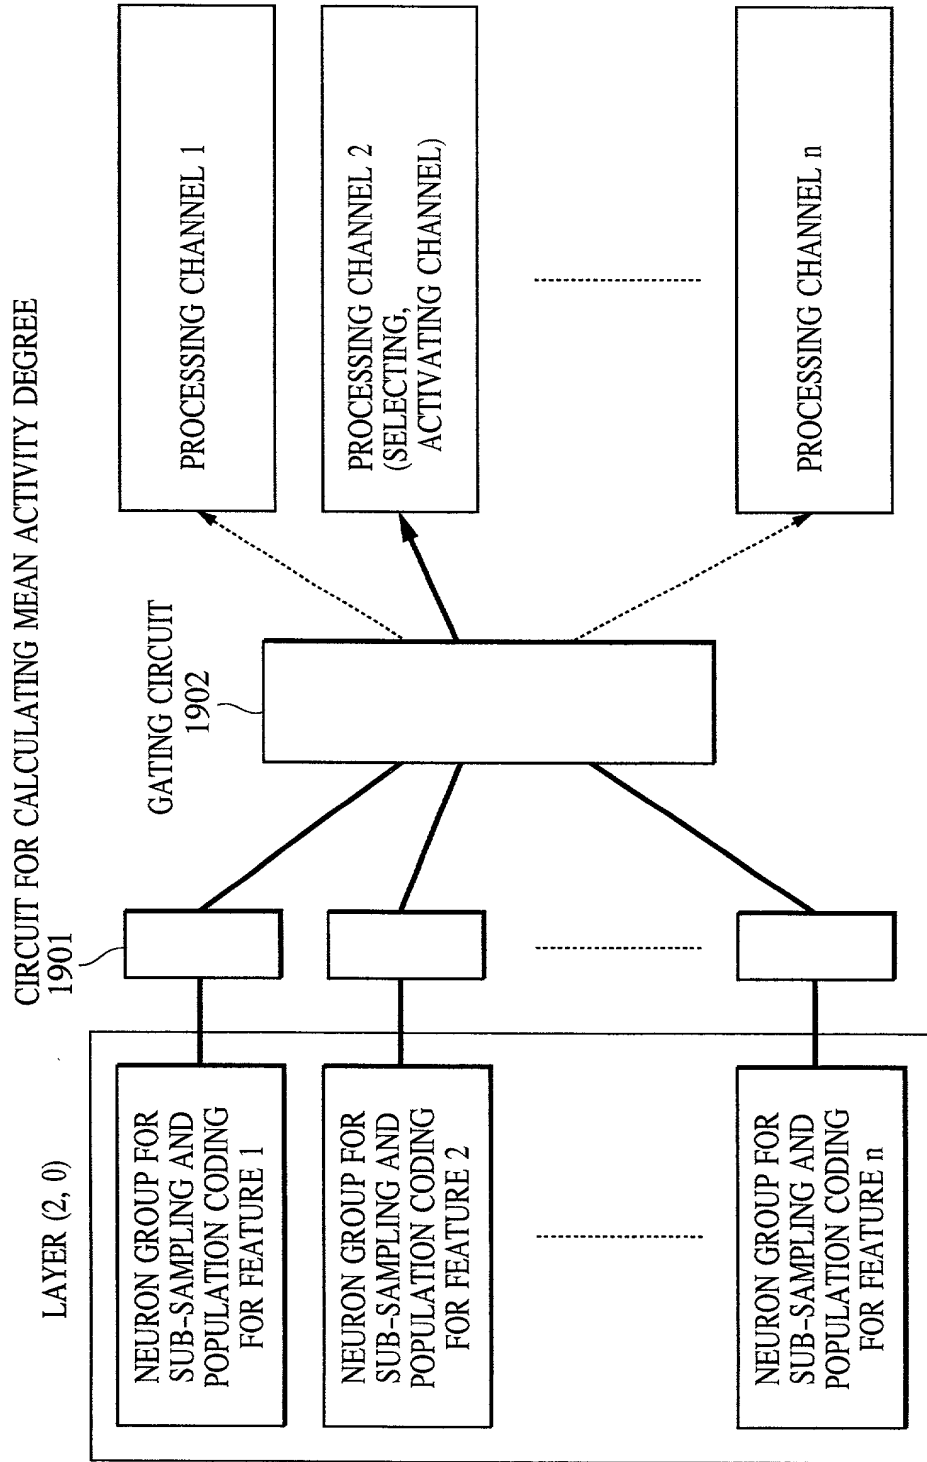 CIRCUIT FOR CALCULATING MEAN ACTIVITY DEGREE
1901
LAYER (2, 0)
GATING CIRCUIT
1902
NEURON GROUP FOR
SUB-SAMPLING AND
POPULATION CODING
FOR FEATURE 1
NEURON GROUP FOR
SUB-SAMPLING AND
POPULATION CODING
FOR FEATURE 2
NEURON GROUP FOR
SUB-SAMPLING AND
POPULATION CODING
FOR FEATURE n
PROCESSING CHANNEL 1
PROCESSING CHANNEL 2
(SELECTING,
ACTIVATING CHANNEL)
PROCESSING CHANNEL n